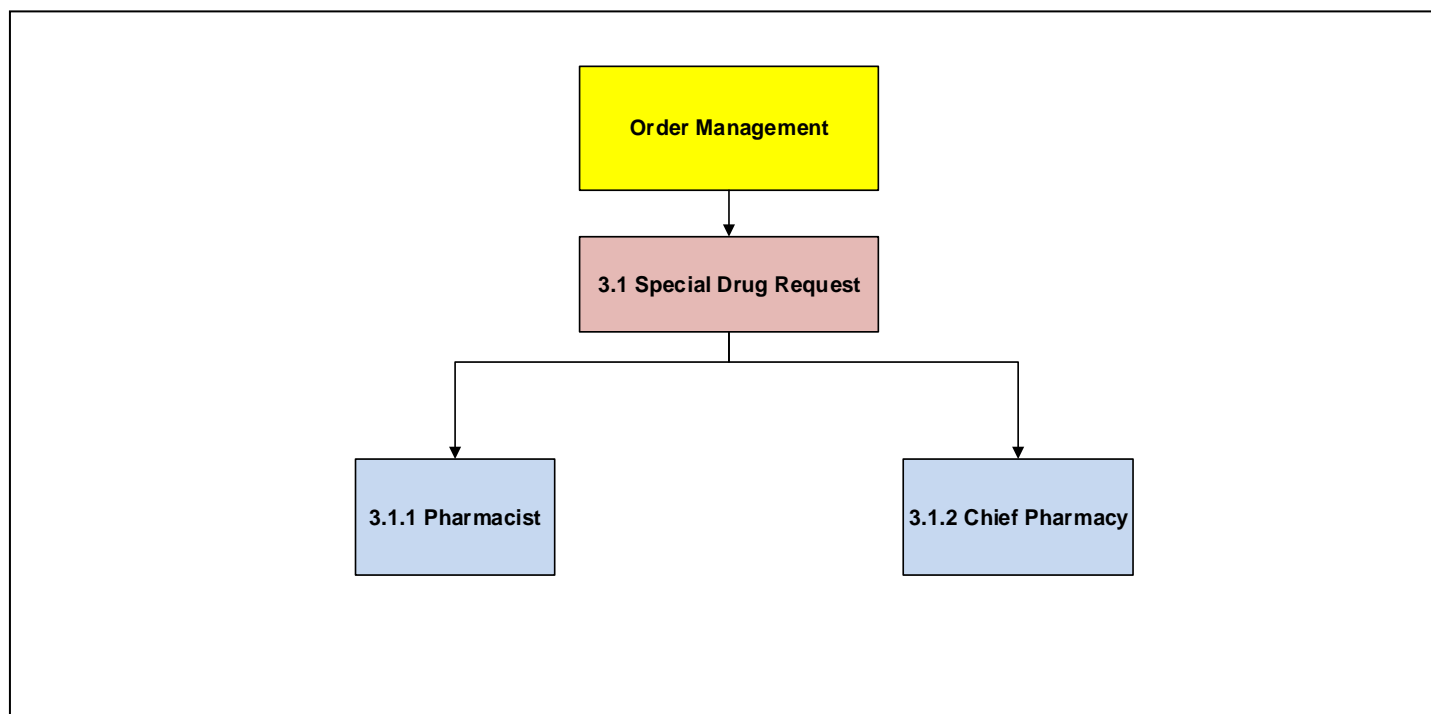 Order Management
3.1 Special Drug Request
3.1.1 Pharmacist
3.1.2 Chief Pharmacy